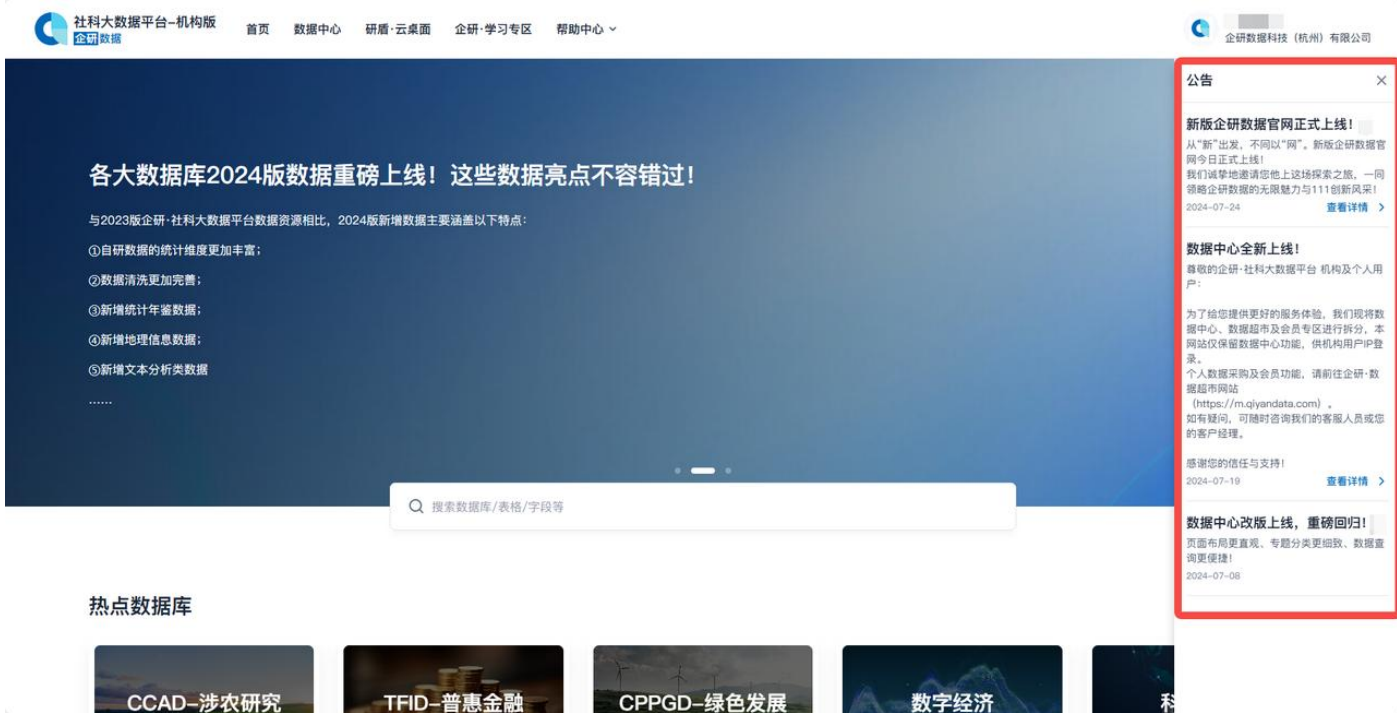 社科大数据平台-机构版
企研数据
首页 数据中心 研盾·云桌面 企研·学习专区 帮助中心
企研数据科技（杭州）有限公司
各大数据库2024版数据重磅上线！这些数据亮点不容错过！
与2023版企研·社科大数据平台数据资源相比，2024版新增数据主要涵盖以下特点：
①自研数据的统计维度更加丰富；
②数据清洗更加完善；
③新增统计年鉴数据；
④新增地理信息数据；
⑤新增文本分析类数据
……
搜索数据库/表格/字段等
热点数据库
CCAD-涉农研究
TFID-普惠金融
CPPGD-绿色发展
数字经济
公告
新版企研数据官网正式上线！
从“新”出发，不同以“网”。新版企研数据官
网今日正式上线！
我们诚挚地邀请您他上这场探索之旅，一同
领略企研数据的无限魅力与111创新风采！
2024-07-24 查看详情
数据中心全新上线！
尊敬的企研·社科大数据平台 机构及个人用
户：
为了给您提供更好的服务体验，我们现将数
据中心、数据超市及会员专区进行拆分，本
网站仅保留数据中心功能，供机构用户IP登
录。
个人数据采购及会员功能，请前往企研·数
据超市网站
（https://m.qiyandata.com）。
如有疑问，可随时咨询我们的客服人员或您
的客户经理。
感谢您的信任与支持！
2024-07-19 查看详情
数据中心改版上线，重磅回归！
页面布局更直观、专题分类更细致、数据查
询更便捷！
2024-07-08